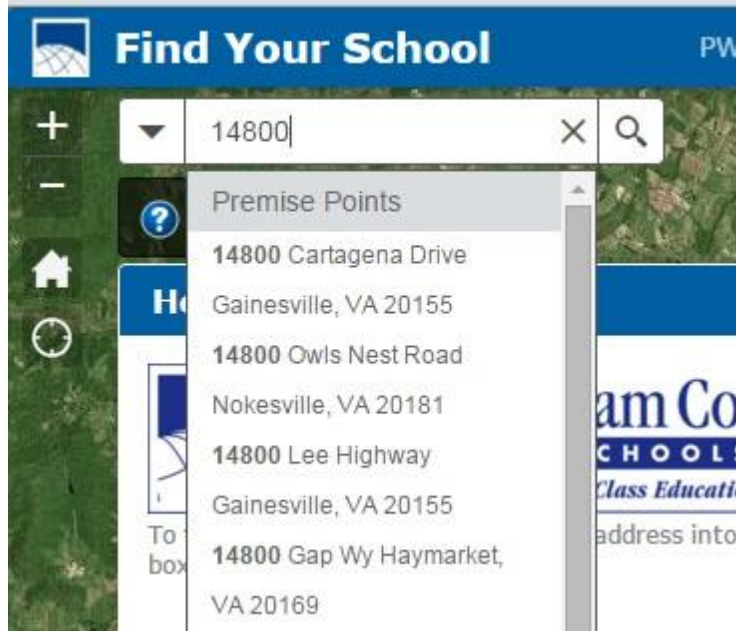 Find Your School
PW
14800
Premise Points
14800 Cartagena Drive
Gainesville, VA 20155
14800 Owls Nest Road
Nokesville, VA 20181
14800 Lee Highway
Gainesville, VA 20155
14800 Gap Wy Haymarket,
VA 20169
?
am Co
CHOOLS
Class Educati
To
address into
box